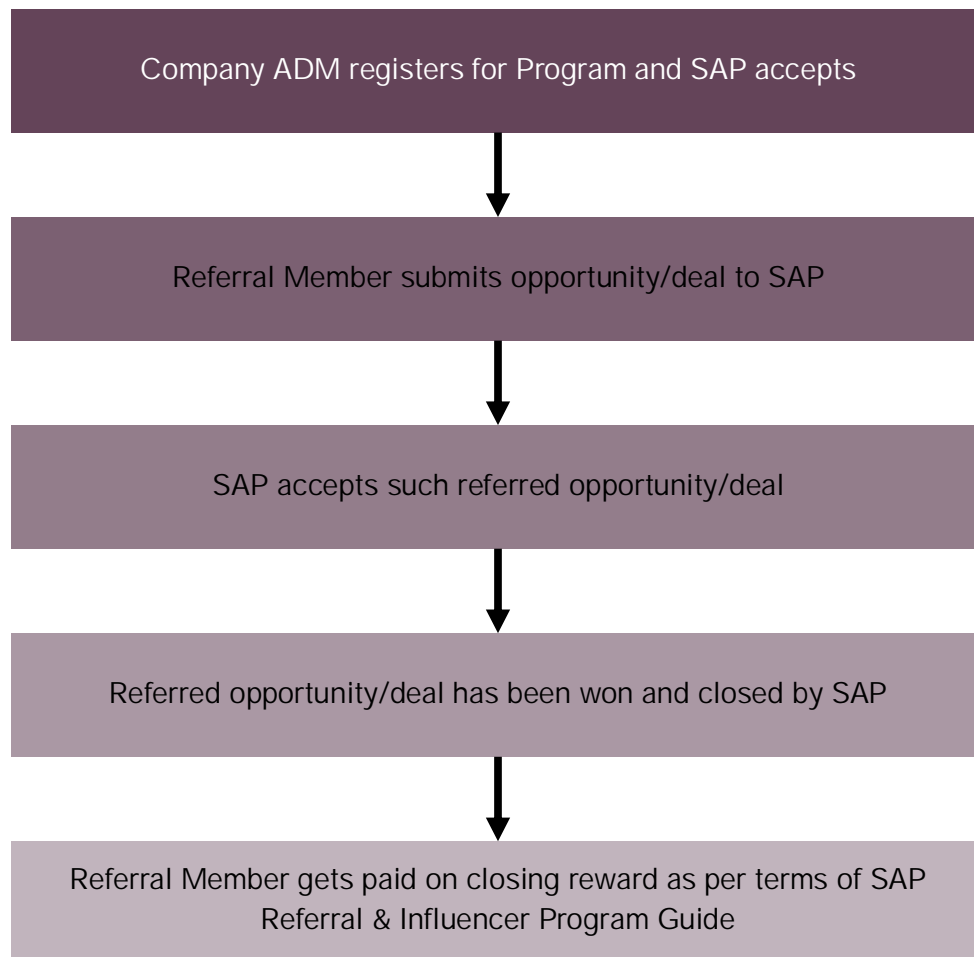 Company ADM registers for Program and SAP accepts
Referral Member submits opportunity/deal to SAP
SAP accepts such referred opportunity/deal
Referred opportunity/deal has been won and closed by SAP
Referral Member gets paid on closing reward as per terms of SAP
Referral & Influencer Program Guide